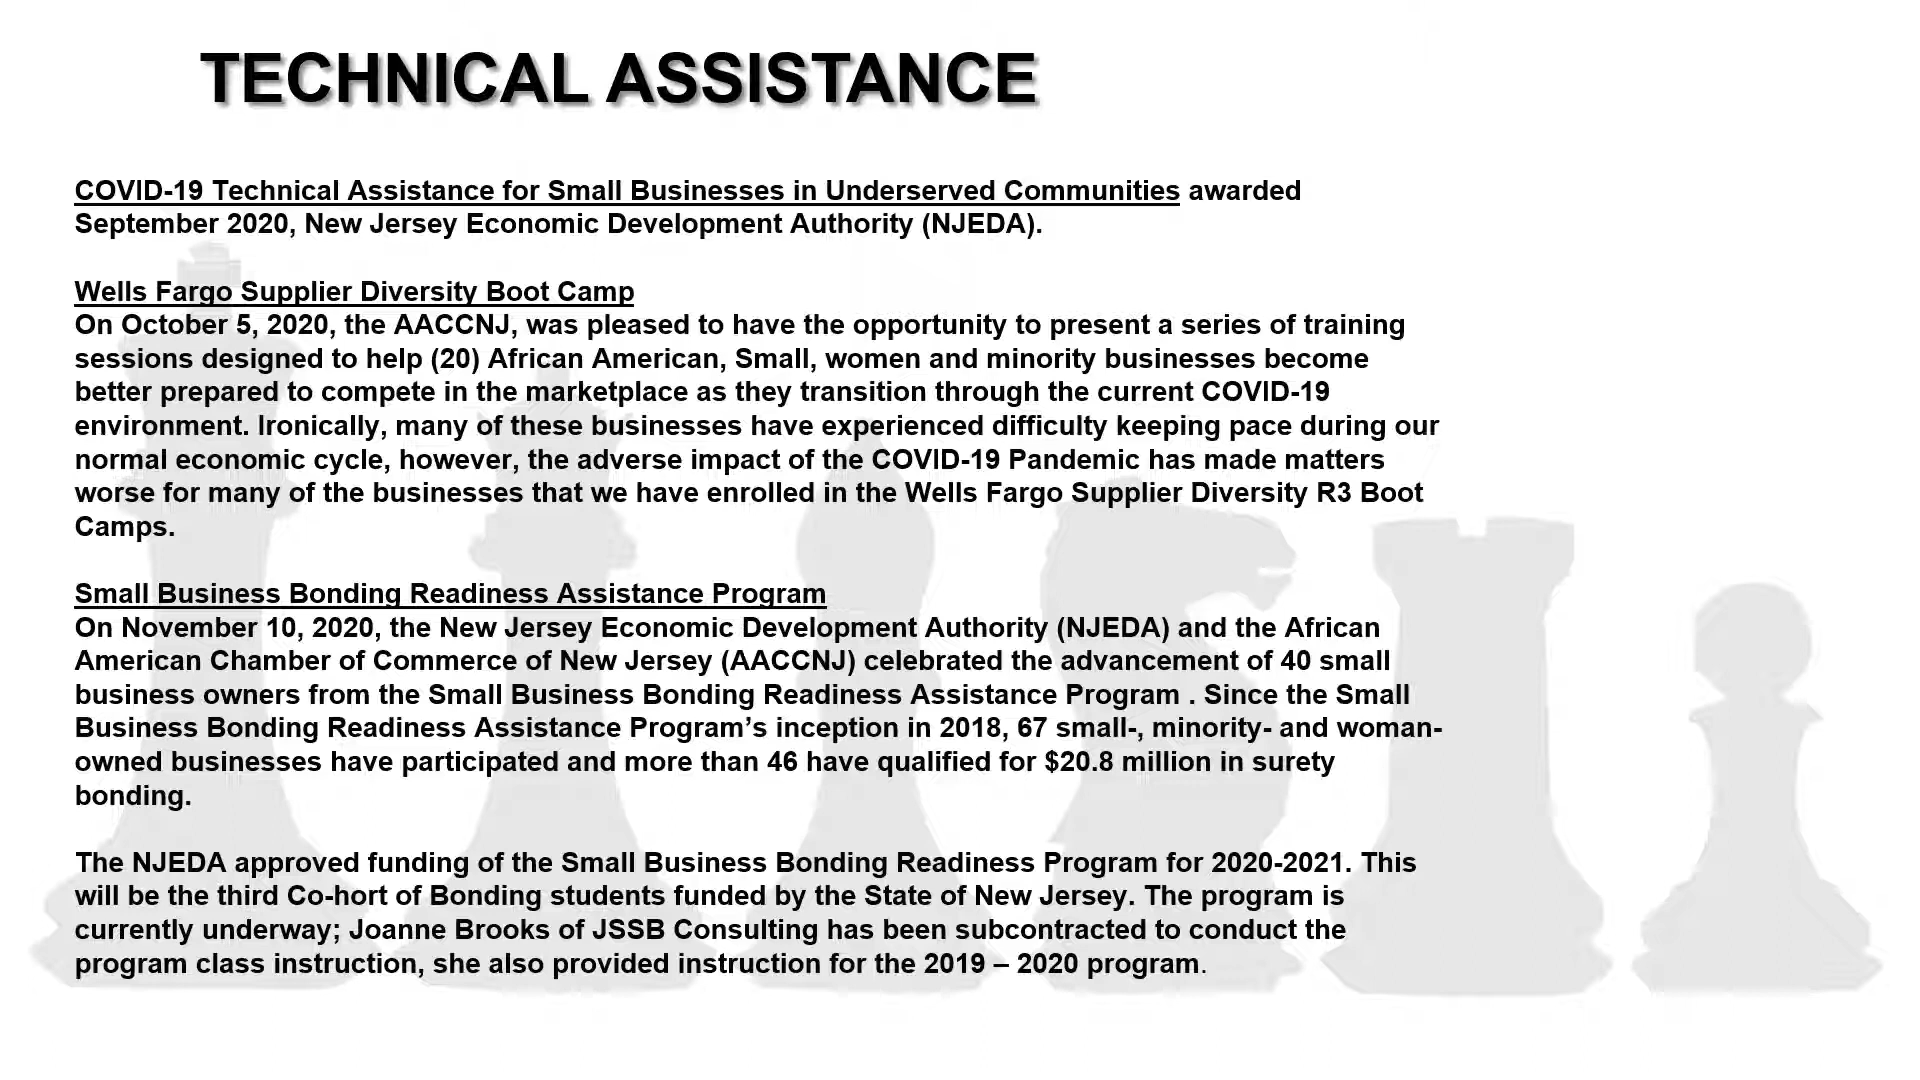 TECHNICAL ASSISTANCE
COVID-19 Technical Assistance for Small Businesses in Underserved Communities awarded
September 2020, New Jersey Economic Development Authority (NJEDA).
Wells Fargo Supplier Diversity Boot Camp
On October 5, 2020, the AACCNJ, was pleased to have the opportunity to present a series of training
sessions designed to help (20) African American, Small, women and minority businesses become
better prepared to compete in the marketplace as they transition through the current COVID-19
environment. Ironically, many of these businesses have experienced difficulty keeping pace during our
normal economic cycle, however, the adverse impact of the COVID-19 Pandemic has made matters
worse for many of the businesses that we have enrolled in the Wells Fargo Supplier Diversity R3 Boot
Camps.
Small Business Bonding Readiness Assistance Program
On November 10, 2020, the New Jersey Economic Development Authority (NJEDA) and the African
American Chamber of Commerce of New Jersey (AACCNJ) celebrated the advancement of 40 small
business owners from the Small Business Bonding Readiness Assistance Program . Since the Small
Business Bonding Readiness Assistance Program’s inception in 2018, 67 small-, minority- and woman-
owned businesses have participated and more than 46 have qualified for $20.8 million in surety
bonding.
The NJEDA approved funding of the Small Business Bonding Readiness Program for 2020-2021. This
will be the third Co-hort of Bonding students funded by the State of New Jersey. The program is
currently underway; Joanne Brooks of JSSB Consulting has been subcontracted to conduct the
program class instruction, she also provided instruction for the 2019 – 2020 program.